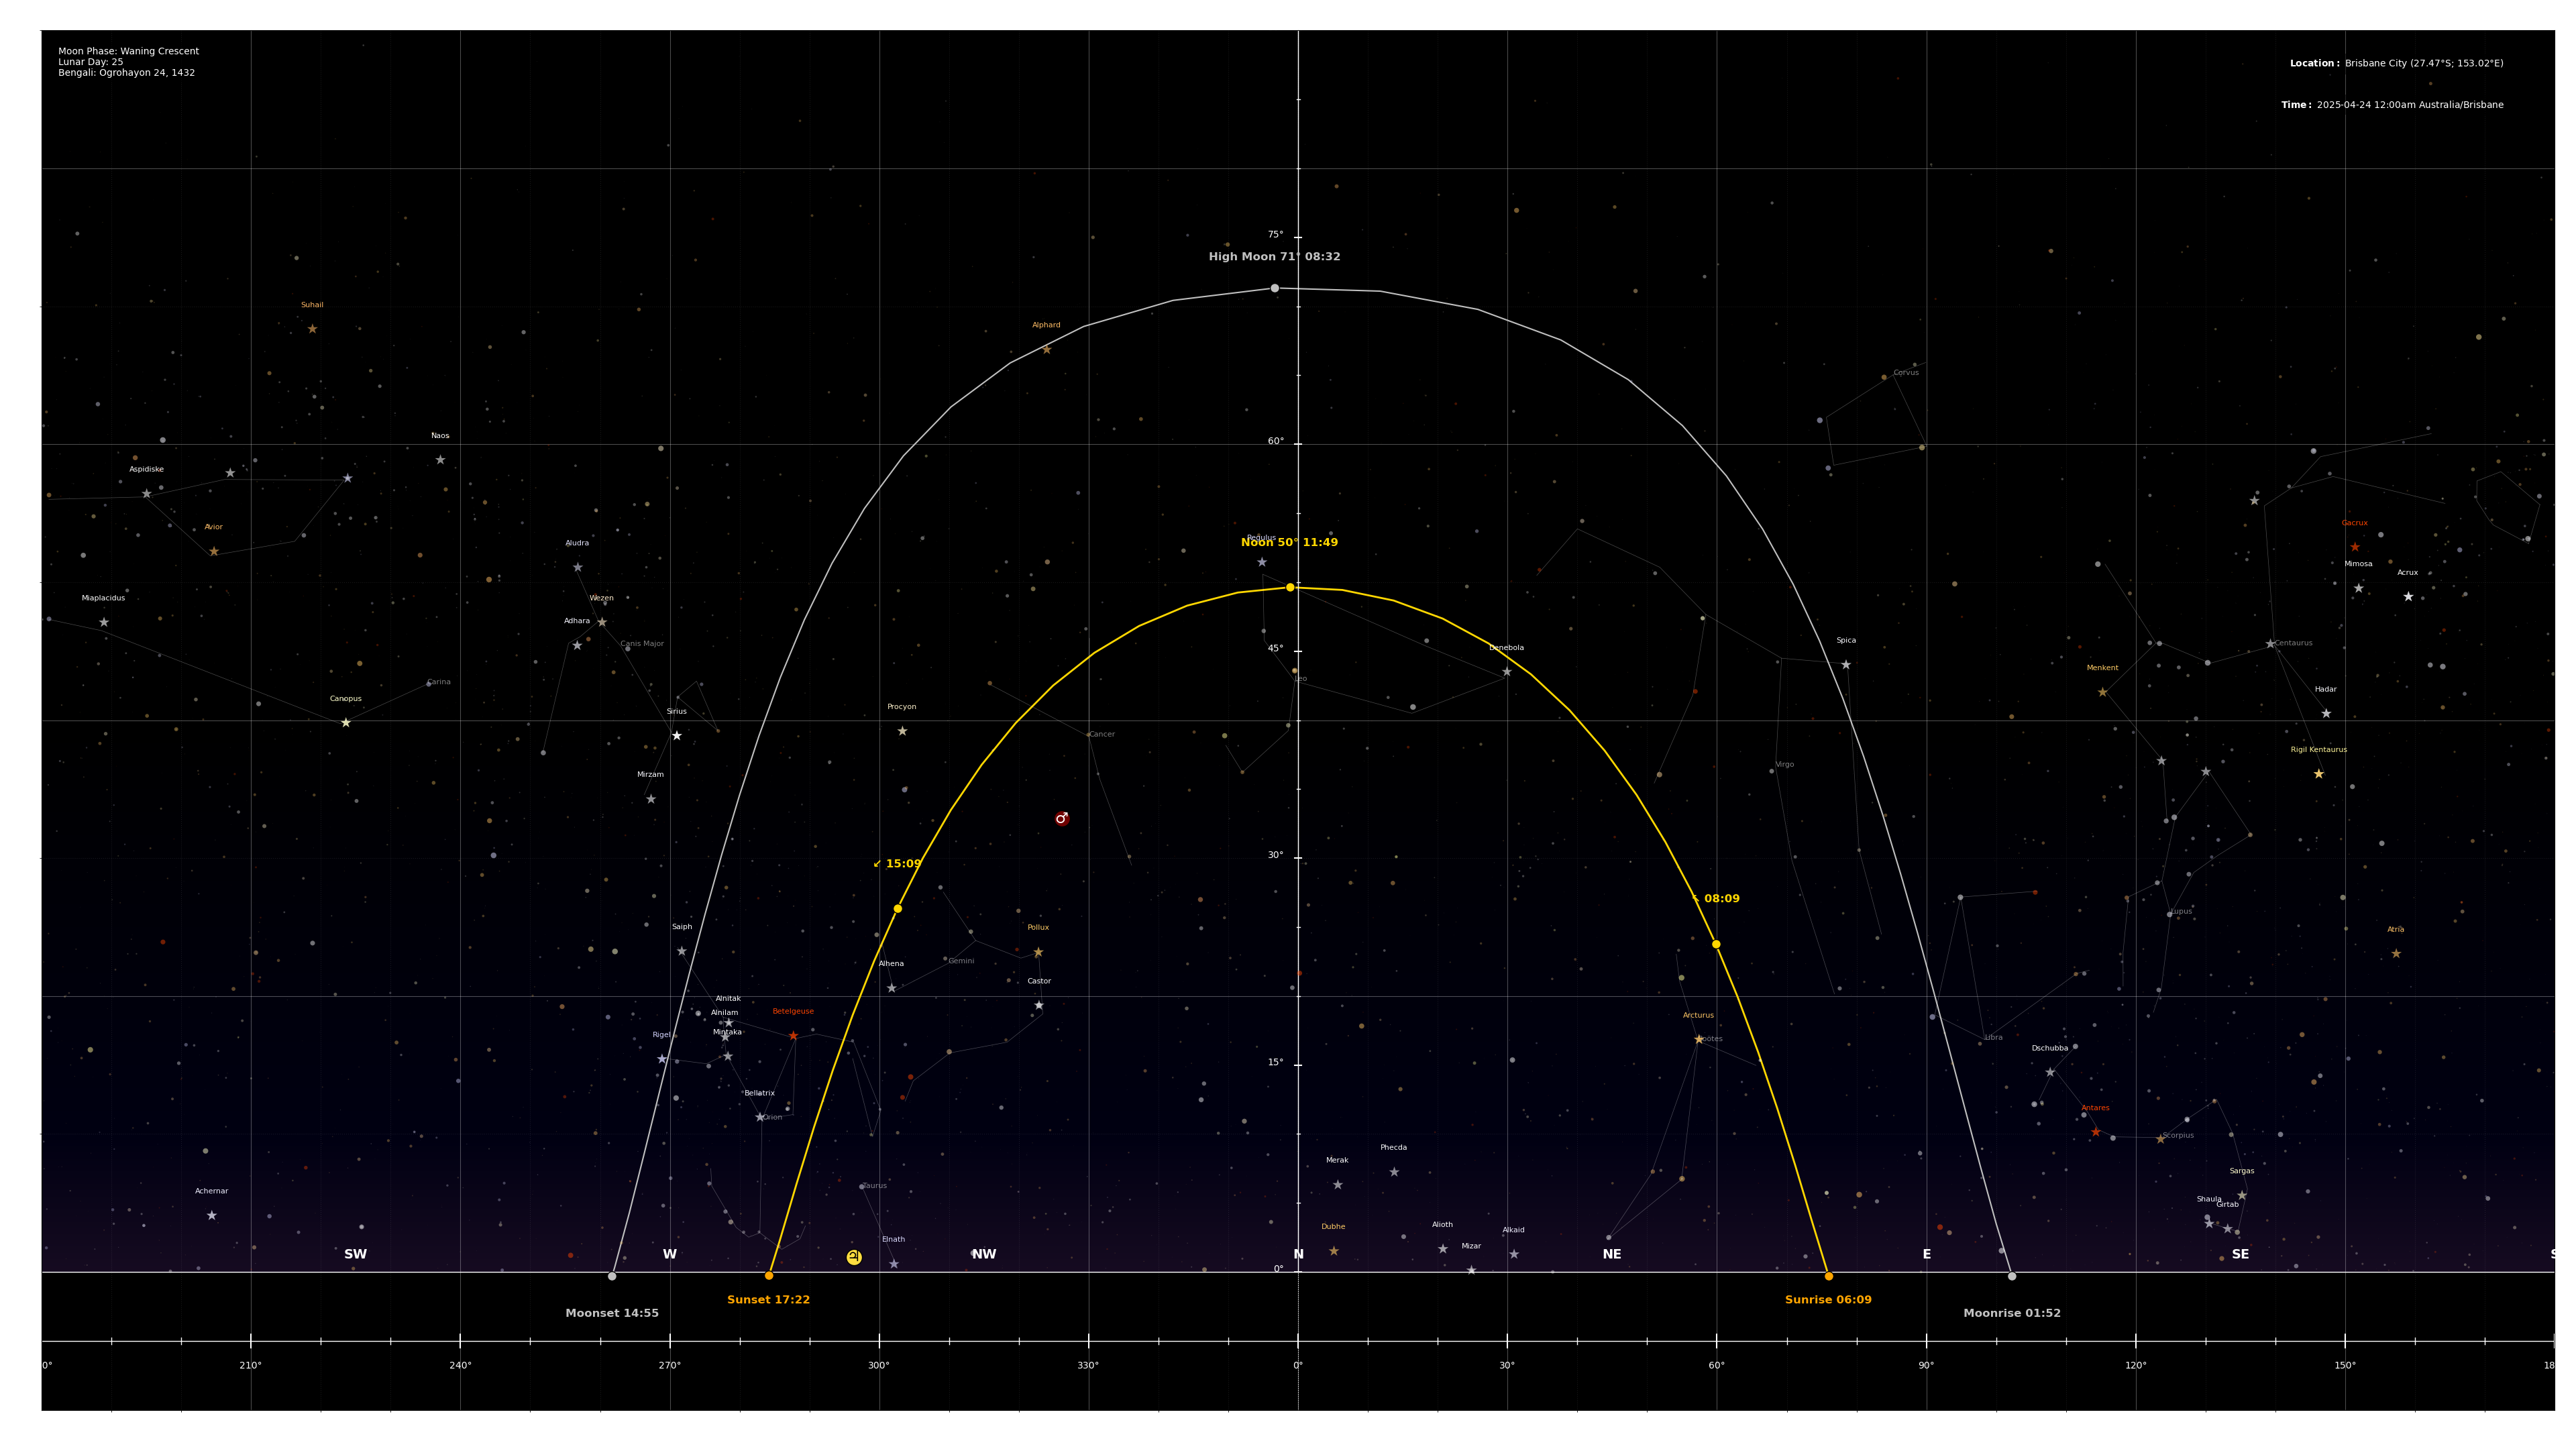 Moon Phase: Waning Crescent
Lunar Day: 25
Bengali: Ogrohayon 24, 1432
Location: Brisbane City (27.47°S; 153.02°E)
Time: 2025-04-24 12:00am Australia/Brisbane
75°
High Moon 71° 08:32
Suhail
Alphard
Corvus
Naos
60°
Aspidiske
Gacrux
Avior
Regulus
Noon 50° 11:49
Aludra
Mimosa
Acrux
Miaplacidus
Wezen
Adhara
Canis Major
Spica
Centaurus
45°
Denebola
Menkent
Leo
Carina
Canopus
Hadar
Sirius
Procyon
Cancer
Rigil Kentaurus
Virgo
Mirzam
♂
30°
↙ 15:09
↖ 08:09
Lupus
Saiph
Pollux
Atria
Alhena
Gemini
Castor
Alnitak
Alnilam
Betelgeuse
Arcturus
Mintaka
Rigel
Bootes
Libra
Dschubba
15°
Bellatrix
Antares
Orion
Scorpius
Phecda
Merak
Sargas
Taurus
Achernar
Shaula
Girtab
Dubhe
Alioth
Alkaid
Elnath
Mizar
SW
W
♃
NW
N
NE
E
SE
S
0°
Sunset 17:22
Sunrise 06:09
Moonset 14:55
Moonrise 01:52
0°
210°
240°
270°
300°
330°
0°
30°
60°
90°
120°
150°
18